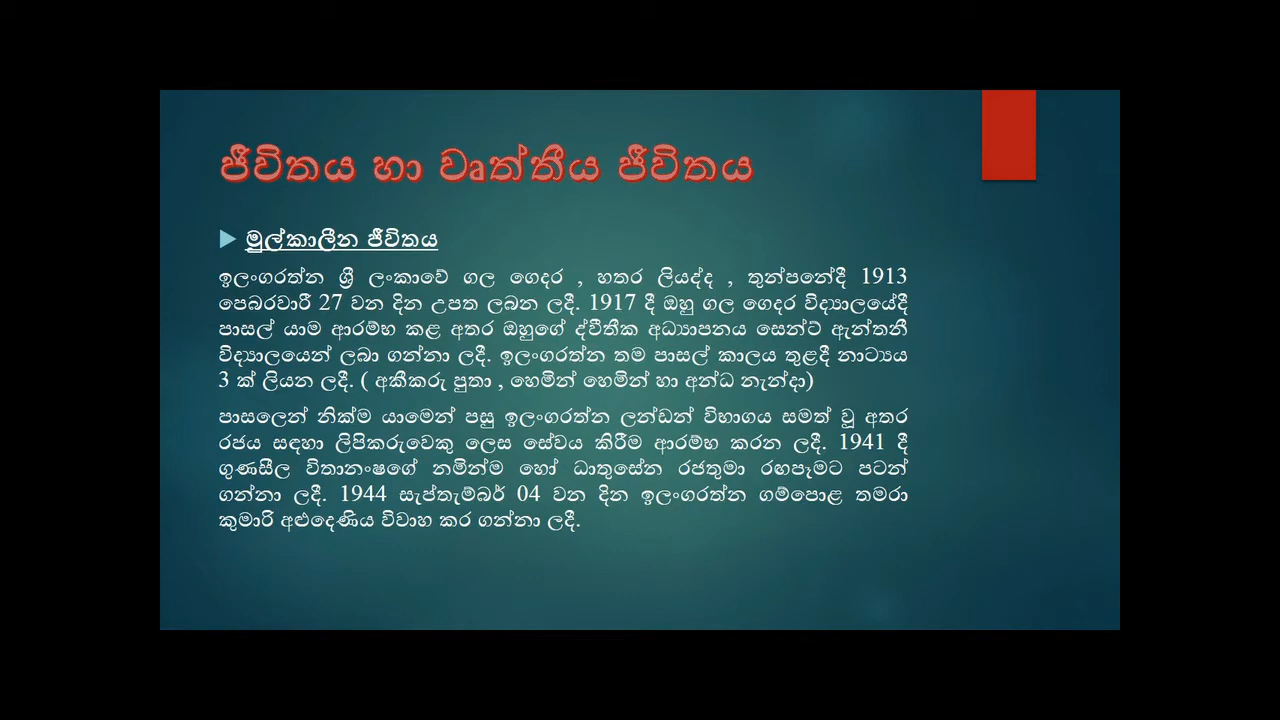 ජීවිතය හා වෘත්තීය ජීවිතය
මුල්කාලීන ජීවිතය
ඉලංගරත්න ශ්‍රී ලංකාවේ ගල ගෙදර , හතර ලියද්ද , තුන්පනේදී 1913
පෙබරවාරී 27 වන දින උපත ලබන ලදී. 1917 දී ඔහු ගල ගෙදර විද්‍යාලයේදී
පාසල් යාම ආරම්භ කළ අතර ඔහුගේ ද්වීතීක අධ්‍යාපනය සෙන්ට් ඇන්තනී
විද්‍යාලයෙන් ලබා ගන්නා ලදී. ඉලංගරත්න තම පාසල් කාලය තුළදී නාට්‍යය
3 ක් ලියන ලදී. ( අකීකරු පුතා , හෙමින් හෙමින් හා අන්ධ නැන්දා)
පාසලෙන් නික්ම යාමෙන් පසු ඉලංගරත්න ලන්ඩන් විභාගය සමත් වූ අතර
රජය සඳහා ලිපිකරුවෙකු ලෙස සේවය කිරීම ආරම්භ කරන ලදී. 1941 දී
ගුණසීල විතානංෂගේ නමින්ම හෝ ධාතුසේන රජතුමා රඟපෑමට පටන්
ගන්නා ලදී. 1944 සැප්තැම්බර් 04 වන දින ඉලංගරත්න ගම්පොළ තමරා
කුමාරි අළුදෙණිය විවාහ කර ගන්නා ලදී.